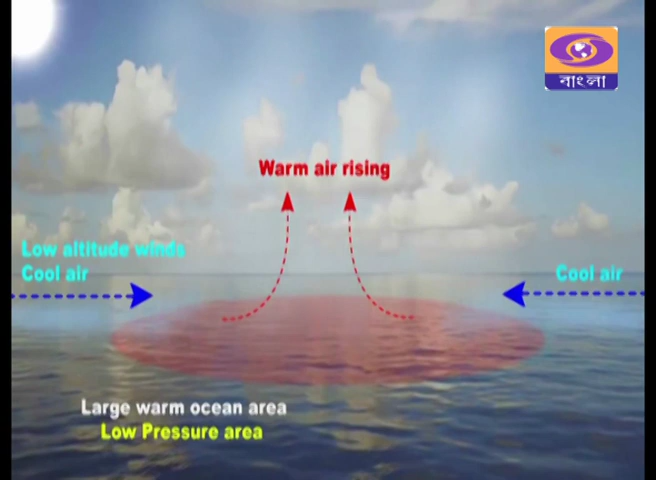 বাংলা
Warm air rising
Low altitude winds
Cool air
Cool air
Large warm ocean area
Low Pressure area